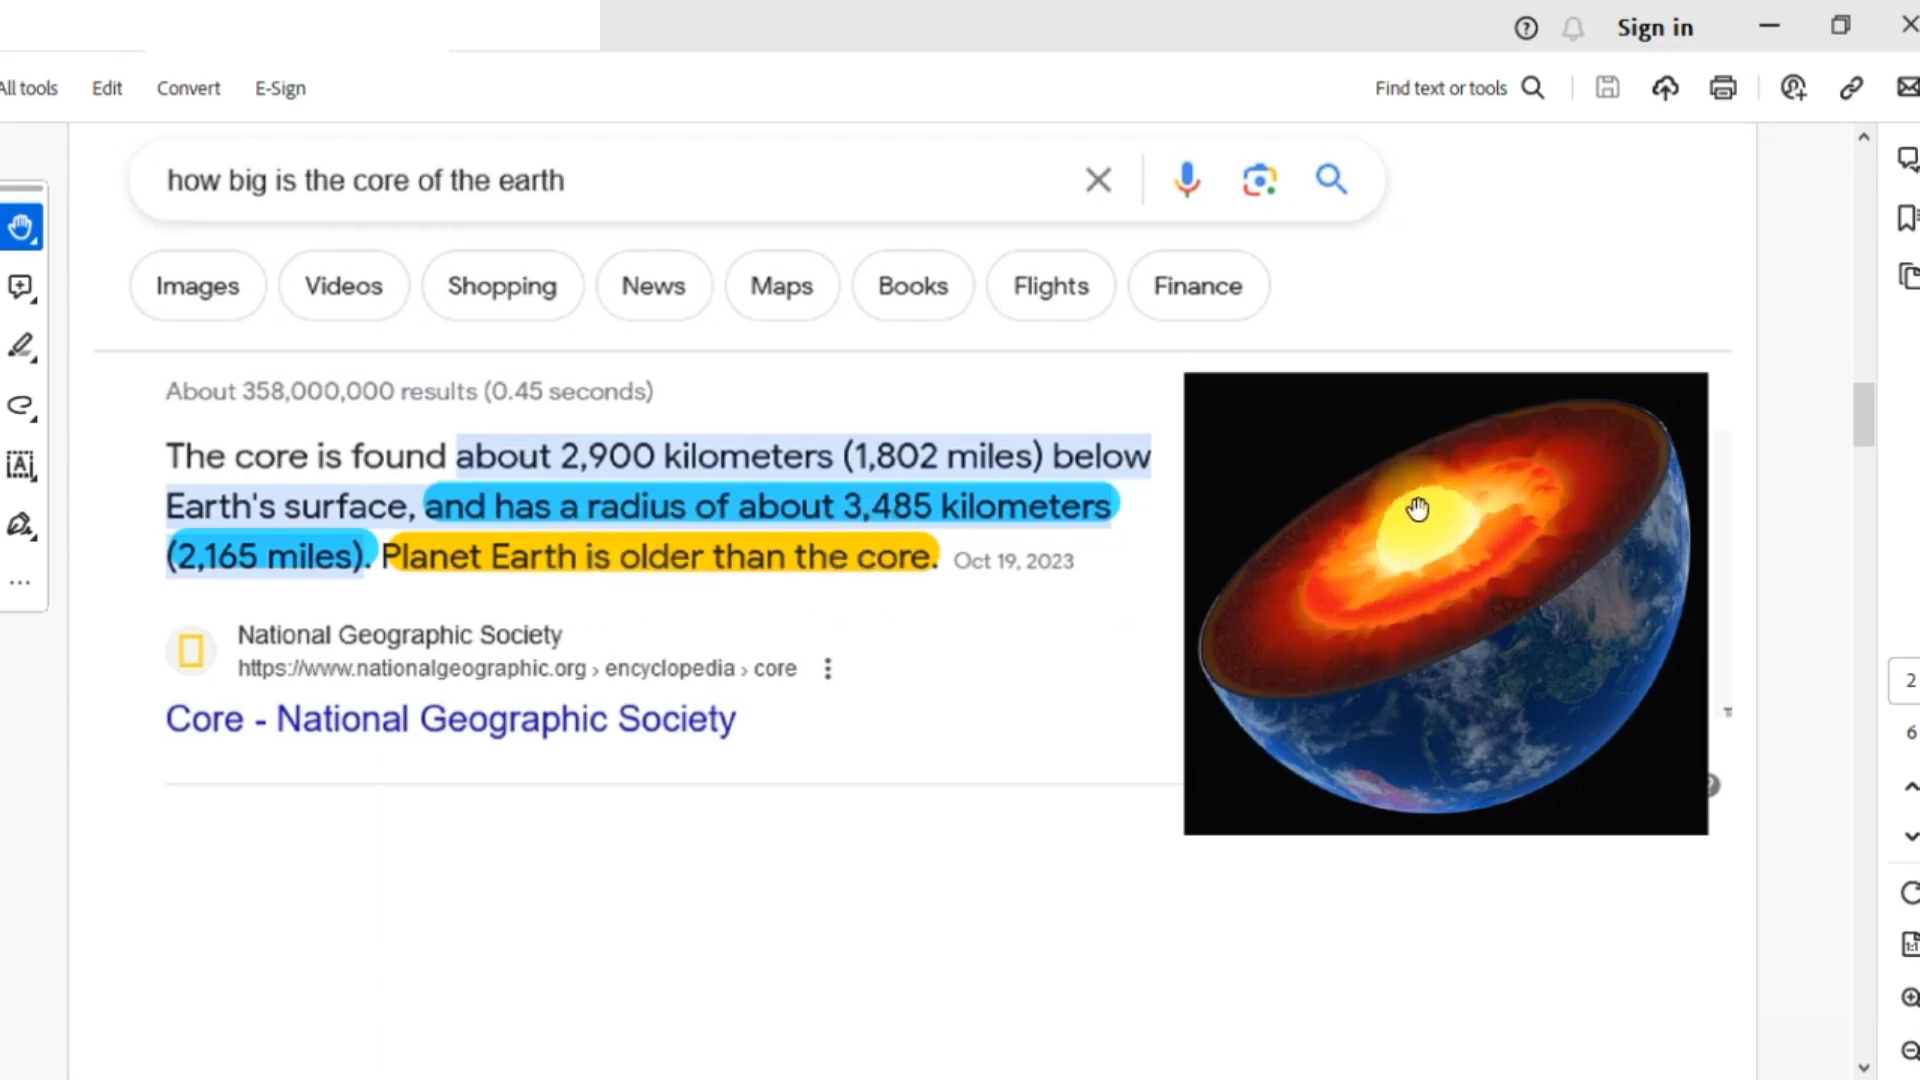 Sign in
All tools Edit Convert E-Sign Find text or tools
how big is the core of the earth
Images Videos Shopping News Maps Books Flights Finance
About 358,000,000 results (0.45 seconds)
The core is found about 2,900 kilometers (1,802 miles) below
Earth's surface, and has a radius of about 3,485 kilometers
(2,165 miles). Planet Earth is older than the core. Oct 19, 2023
National Geographic Society
https://www.nationalgeographic.org › encyclopedia › core
Core - National Geographic Society
2
6